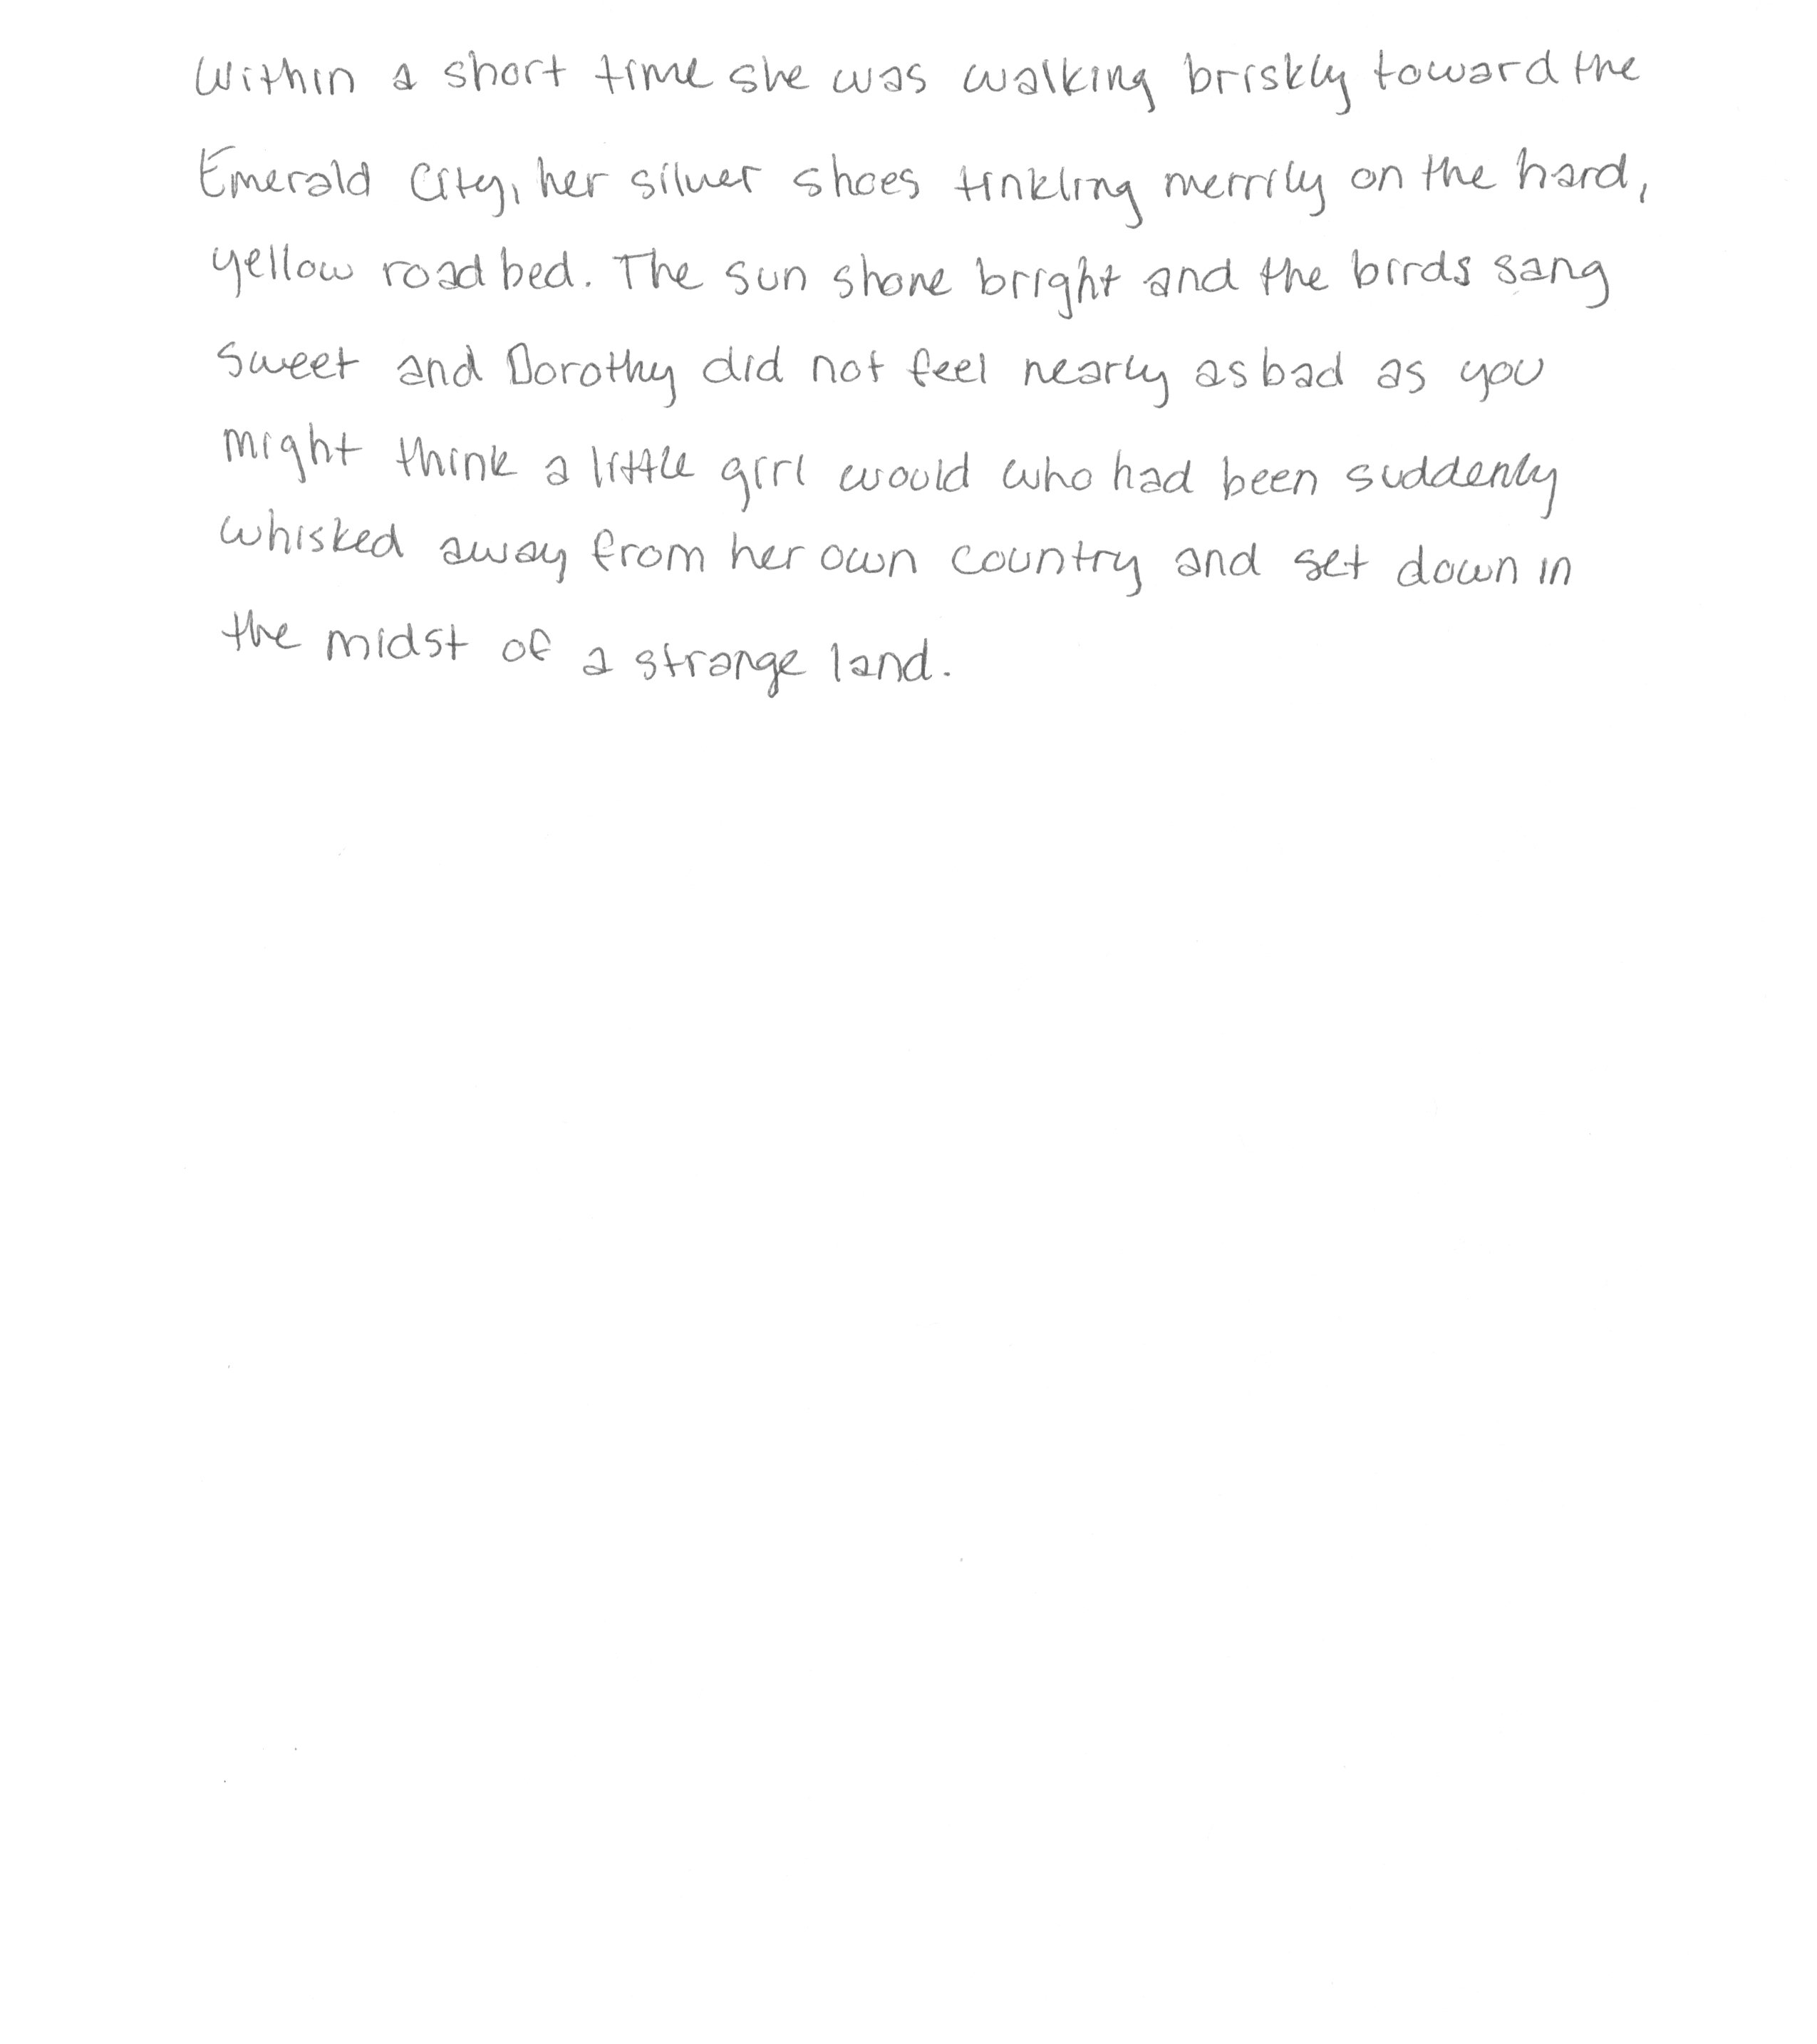 Within a short time she was walking briskly toward the
Emerald City, her silver shoes tinkling merrily on the hard,
yellow road bed. The sun shone bright and the birds sang
sweet and Dorothy did not feel nearly as bad as you
might think a little girl would who had been suddenly
whisked away from her own country and set down in
the midst of a strange land.